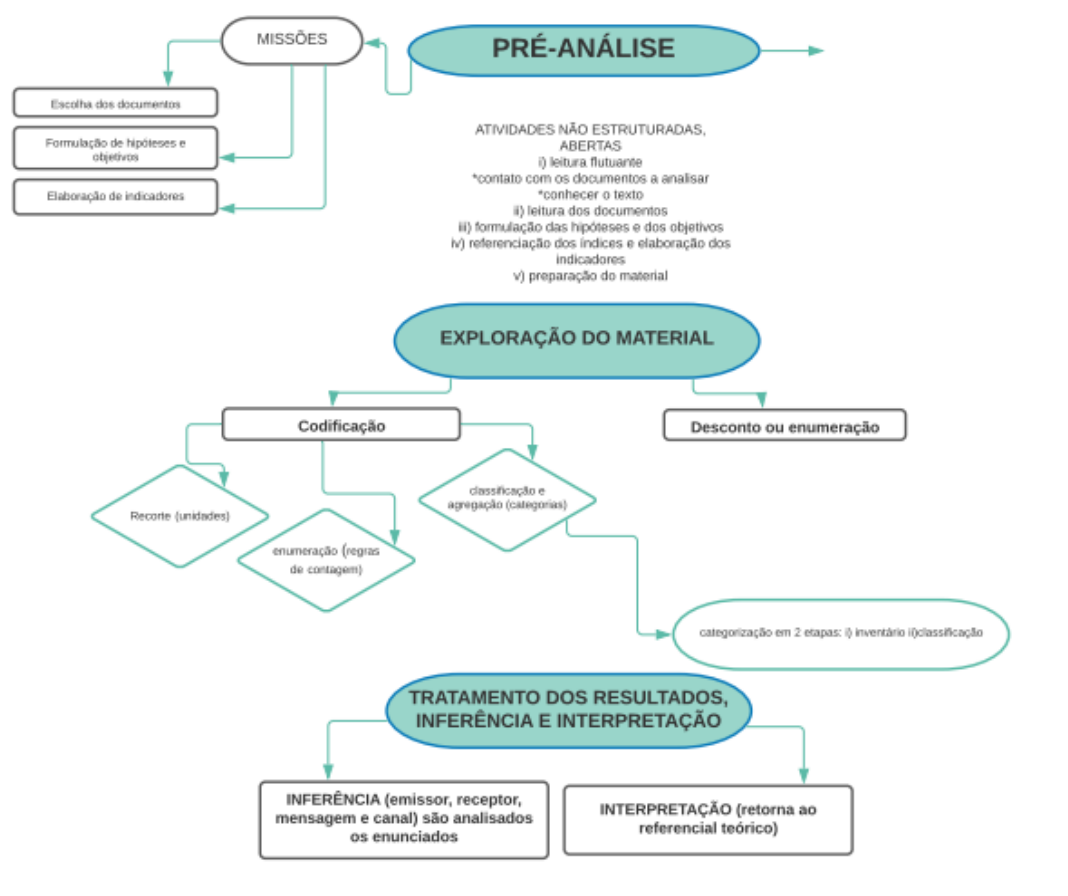 MISSÕES
PRÉ-ANÁLISE
Escolha dos documentos
Formulação de hipóteses e
objetivos
Elaboração de indicadores
ATIVIDADES NÃO ESTRUTURADAS,
ABERTAS
i) leitura flutuante
*contato com os documentos a analisar
*conhecer o texto
ii) leitura dos documentos
iii) formulação das hipóteses e dos objetivos
iv) referenciação dos índices e elaboração dos
indicadores
v) preparação do material
EXPLORAÇÃO DO MATERIAL
Codificação
Desconto ou enumeração
Recorte (unidades)
enumeração (regras
de contagem)
classificação e
agregação (categorias)
categorização em 2 etapas: i) inventário ii)classificação
TRATAMENTO DOS RESULTADOS,
INFERÊNCIA E INTERPRETAÇÃO
INFERÊNCIA (emissor, receptor,
mensagem e canal) são analisados
os enunciados
INTERPRETAÇÃO (retorna ao
referencial teórico)